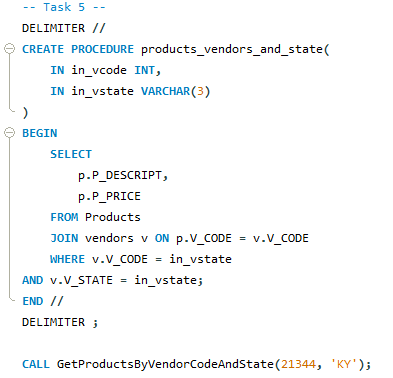 -- Task 5 --
DELIMITER //
CREATE PROCEDURE products_vendors_and_state(
    IN in_vcode INT,
    IN in_vstate VARCHAR(3)
)
BEGIN
    SELECT
        p.P_DESCRIPT,
        p.P_PRICE
    FROM Products
    JOIN vendors v ON p.V_CODE = v.V_CODE
    WHERE v.V_CODE = in_vstate
AND v.V_STATE = in_vstate;
END //
DELIMITER ;
CALL GetProductsByVendorCodeAndState(21344, 'KY');